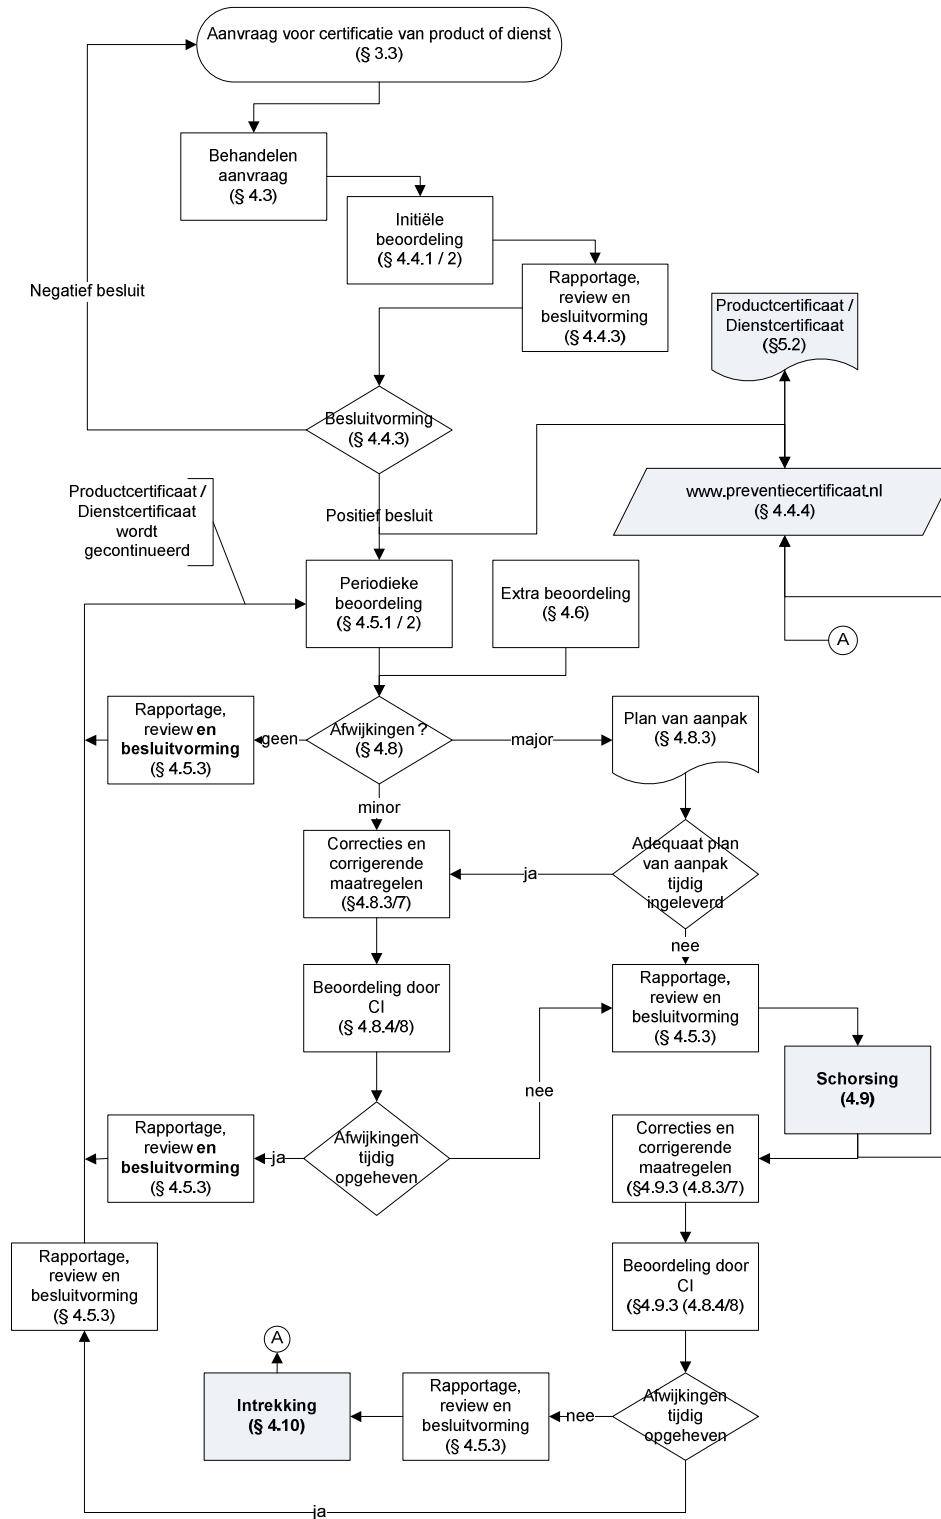 Aanvraag voor certificatie van product of dienst
(§ 3.3)
Behandelen
aanvraag
(§ 4.3)
Initiële
beoordeling
(§ 4.4.1 / 2)
Rapportage,
review en
besluitvorming
(§ 4.4.3)
Negatief besluit
Productcertificaat /
Dienstcertificaat
(§5.2)
Besluitvorming
(§ 4.4.3)
www.preventiecertificaat.nl
(§ 4.4.4)
Productcertificaat /
Dienstcertificaat
wordt
gecontinueerd
Positief besluit
Periodieke
beoordeling
(§ 4.5.1 / 2)
Extra beoordeling
(§ 4.6)
A
Rapportage,
review en
besluitvorming
(§ 4.5.3)
geen
Afwijkingen ?
(§ 4.8)
major
Plan van aanpak
(§ 4.8.3)
minor
Correcties en
corrigerende
maatregelen
(§4.8.3/7)
ja
Adequaat plan
van aanpak
tijdig
ingeleverd
nee
Beoordeling door
CI
(§ 4.8.4/8)
Rapportage,
review en
besluitvorming
(§ 4.5.3)
nee
Schorsing
(4.9)
Rapportage,
review en
besluitvorming
(§ 4.5.3)
ja
Afwijkingen
tijdig
opgeheven
Correcties en
corrigerende
maatregelen
(§4.9.3 (4.8.3/7)
Rapportage,
review en
besluitvorming
(§ 4.5.3)
Beoordeling door
CI
(§4.9.3 (4.8.4/8)
A
Intrekking
(§ 4.10)
Rapportage,
review en
besluitvorming
(§ 4.5.3)
nee
Afwijkingen
tijdig
opgeheven
ja